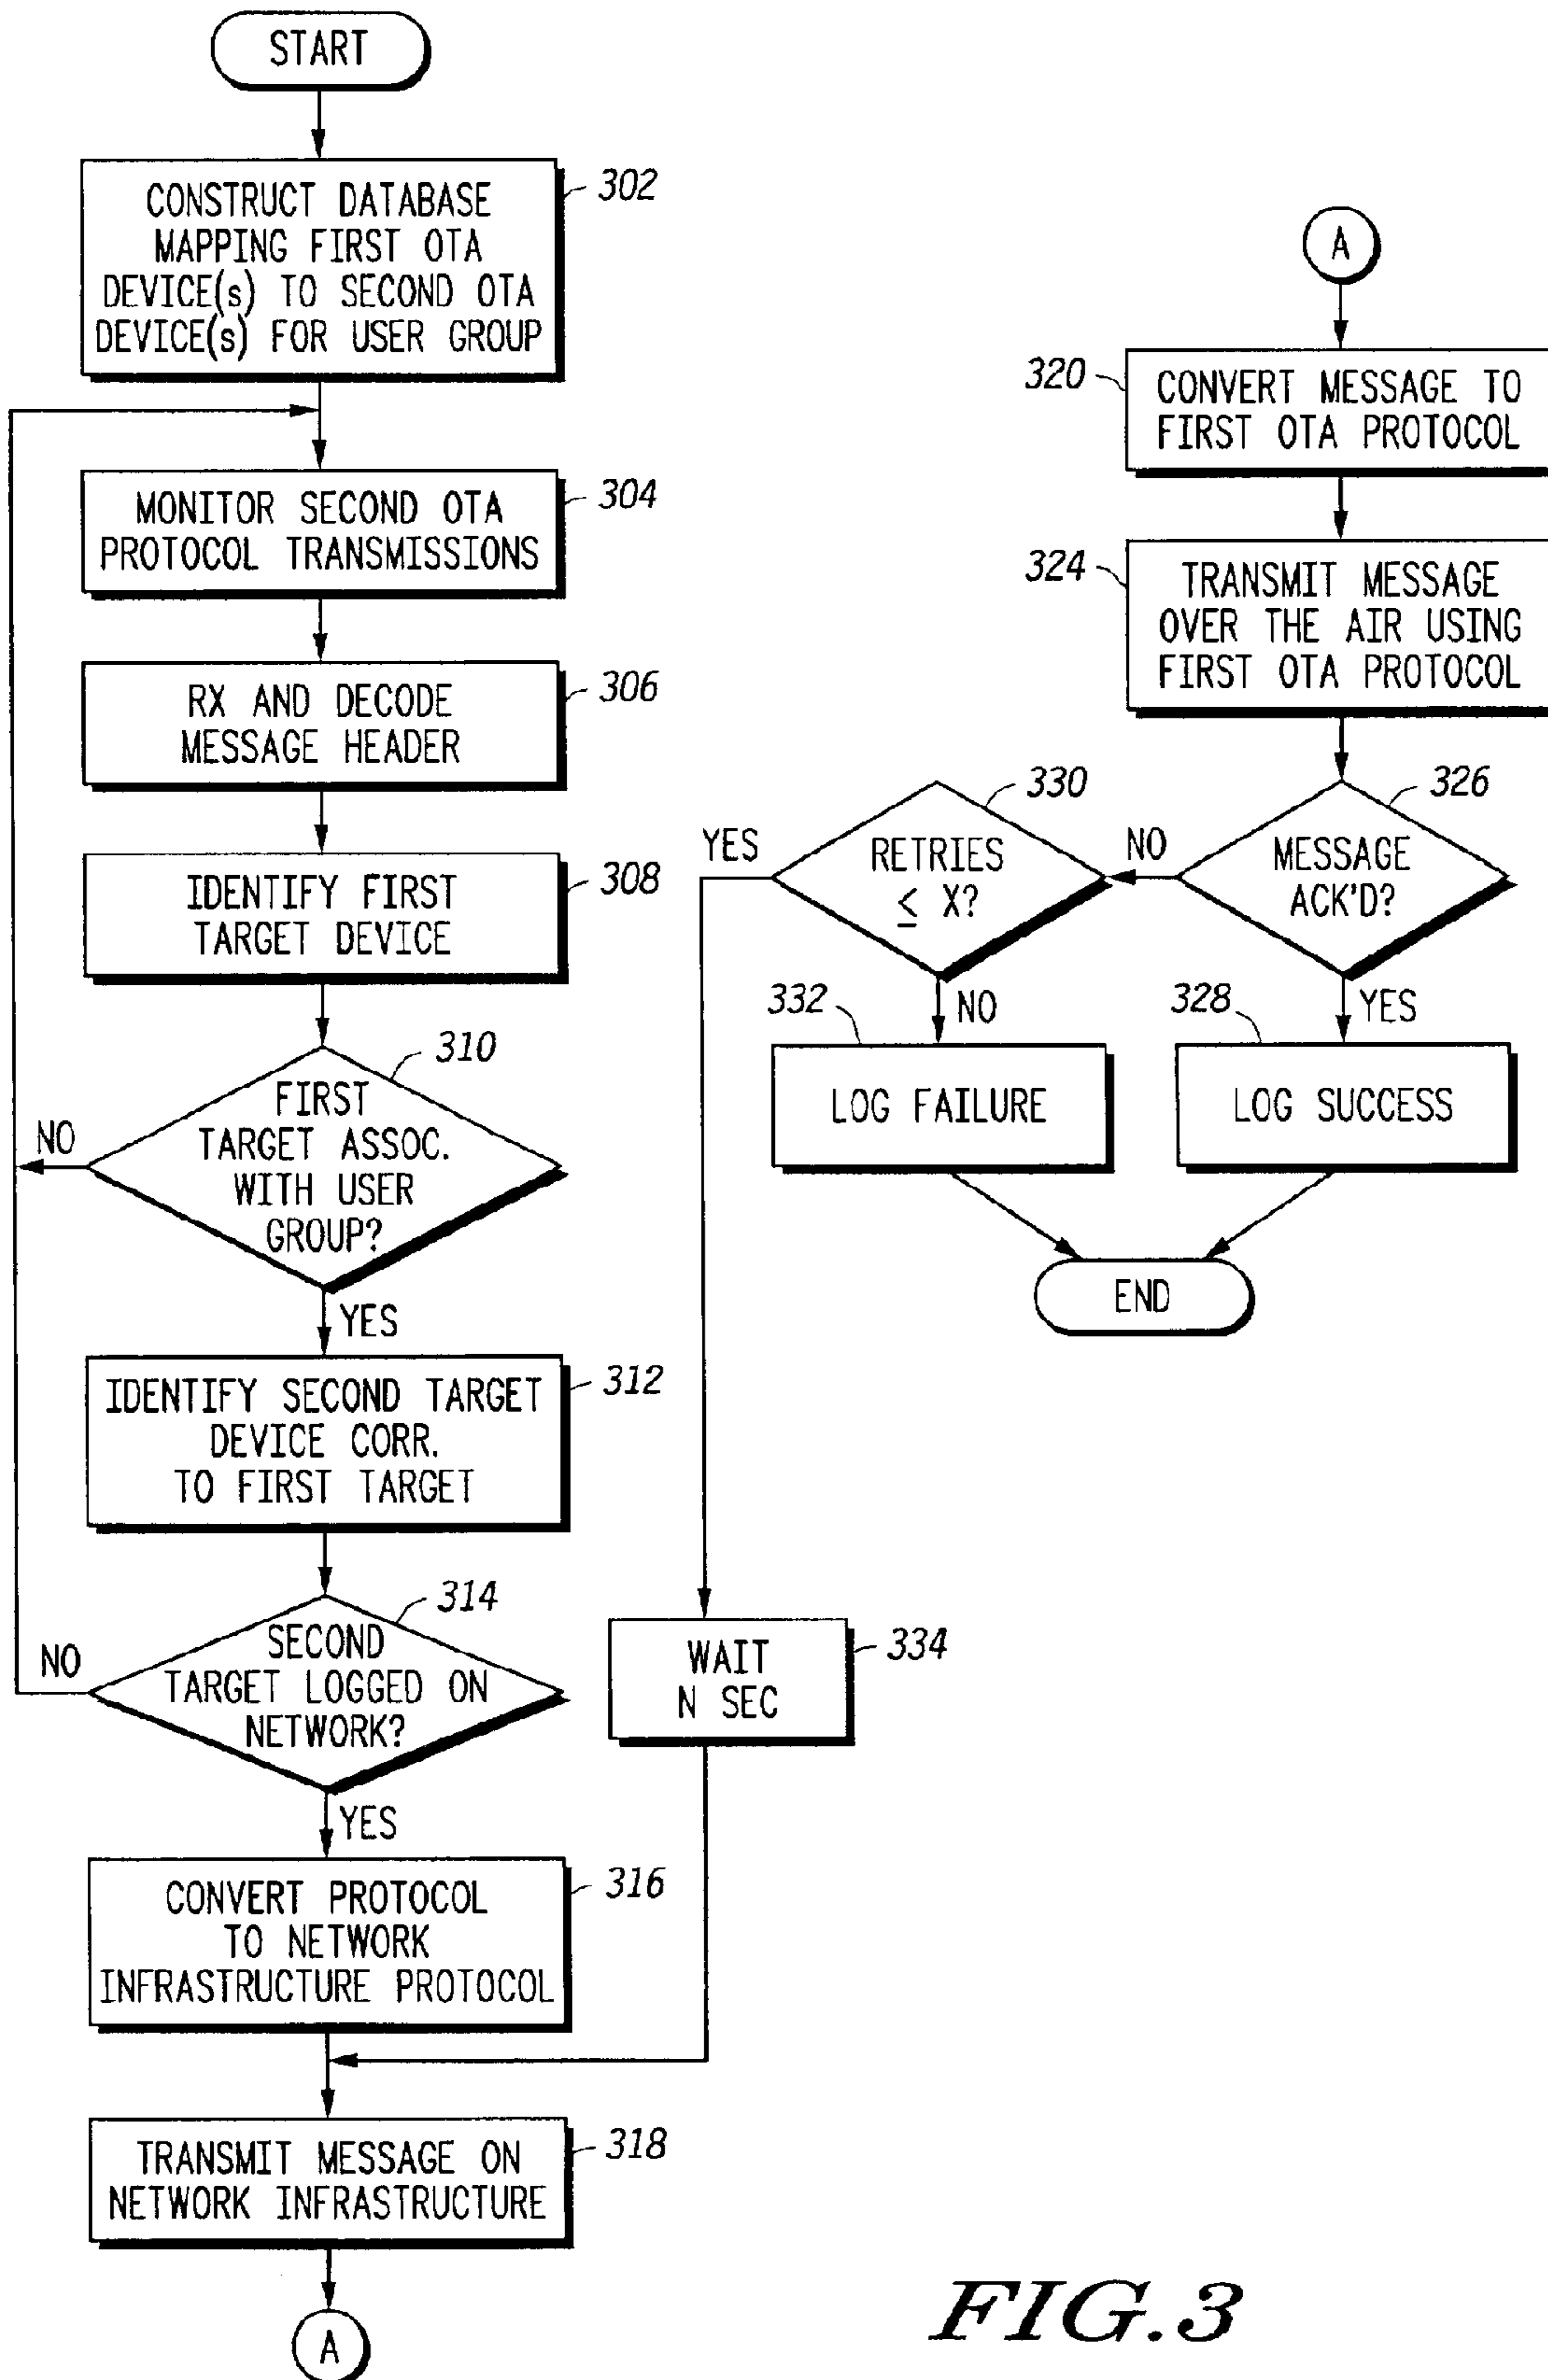 START
CONSTRUCT DATABASE
MAPPING FIRST OTA
DEVICE(s) TO SECOND OTA
DEVICE(s) FOR USER GROUP
302
MONITOR SECOND OTA
PROTOCOL TRANSMISSIONS
304
RX AND DECODE
MESSAGE HEADER
306
IDENTIFY FIRST
TARGET DEVICE
308
FIRST
TARGET ASSOC.
WITH USER
GROUP?
310
NO
YES
IDENTIFY SECOND TARGET
DEVICE CORR.
TO FIRST TARGET
312
SECOND
TARGET LOGGED ON
NETWORK?
314
NO
YES
CONVERT PROTOCOL
TO NETWORK
INFRASTRUCTURE PROTOCOL
316
TRANSMIT MESSAGE ON
NETWORK INFRASTRUCTURE
318
A
A
320
CONVERT MESSAGE TO
FIRST OTA PROTOCOL
324
TRANSMIT MESSAGE
OVER THE AIR USING
FIRST OTA PROTOCOL
326
MESSAGE
ACK'D?
NO
YES
330
RETRIES
≤ X?
YES
NO
332
LOG FAILURE
328
LOG SUCCESS
END
WAIT
N SEC
334
FIG.3